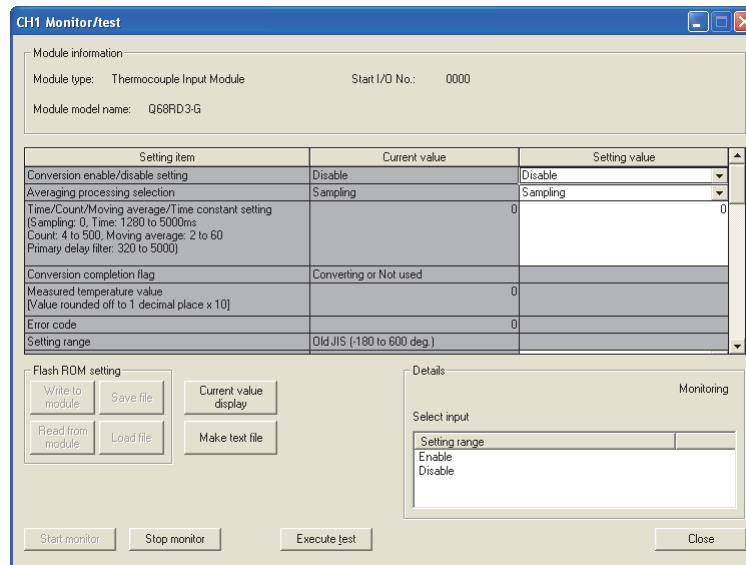 CH1 Monitor/test
Module information
Module type: Thermocouple Input Module Start I/O No.: 0000
Module model name: Q68RD3-G
Setting item Current value Setting value
Conversion enable/disable setting Disable Disable
Averaging processing selection Sampling Sampling
Time/Count/Moving average/Time constant setting 0 0
(Sampling: 0, Time: 1280 to 5000ms
Count: 4 to 500, Moving average: 2 to 60
Primary delay filter: 320 to 5000)
Conversion completion flag Converting or Not used
Measured temperature value 0
[Value rounded off to 1 decimal place x 10]
Error code 0
Setting range Old JIS (-180 to 600 deg.)
Flash ROM setting
Write to module
Save file
Current value display
Read from module
Load file
Make text file
Details
Monitoring
Select input
Setting range
Enable
Disable
Start monitor Stop monitor Execute test Close